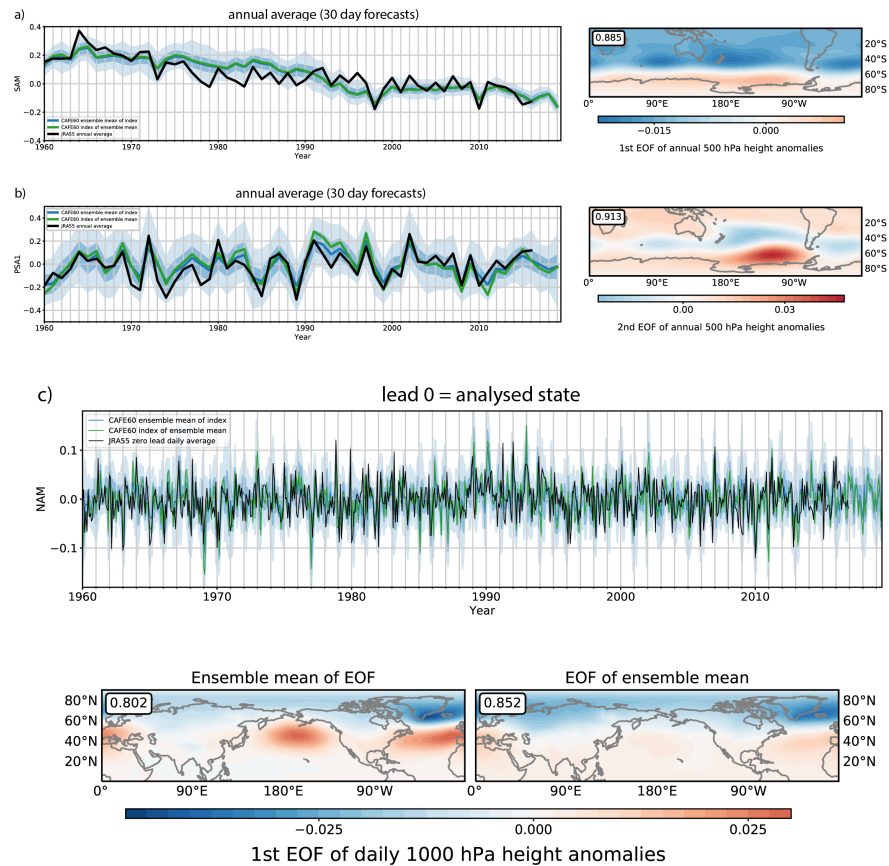 a)
annual average (30 day forecasts)
0.4
0.2
0.0
−0.2
−0.4
SAM
CAFE60 ensemble mean of index
CAFE60 index of ensemble mean
JRA55 annual average
1960
1970
1980
1990
2000
2010
Year
0.885
20°S
40°S
60°S
80°S
0°
90°E
180°E
90°W
−0.015
0.000
1st EOF of annual 500 hPa height anomalies
b)
annual average (30 day forecasts)
0.4
0.2
0.0
−0.2
−0.4
PSA1
CAFE60 ensemble mean of index
CAFE60 index of ensemble mean
JRA55 annual average
1960
1970
1980
1990
2000
2010
Year
0.913
20°S
40°S
60°S
80°S
0°
90°E
180°E
90°W
0.00
0.03
2nd EOF of annual 500 hPa height anomalies
c)
lead 0 = analysed state
CAFE60 ensemble mean of index
CAFE60 index of ensemble mean
JRA55 zero lead daily average
0.1
0.0
−0.1
NAM
1960
1970
1980
1990
2000
2010
Year
Ensemble mean of EOF
EOF of ensemble mean
0.802
0.852
80°N
60°N
40°N
20°N
80°N
60°N
40°N
20°N
0°
90°E
180°E
90°W
0°
90°E
180°E
90°W
−0.025
0.000
0.025
1st EOF of daily 1000 hPa height anomalies